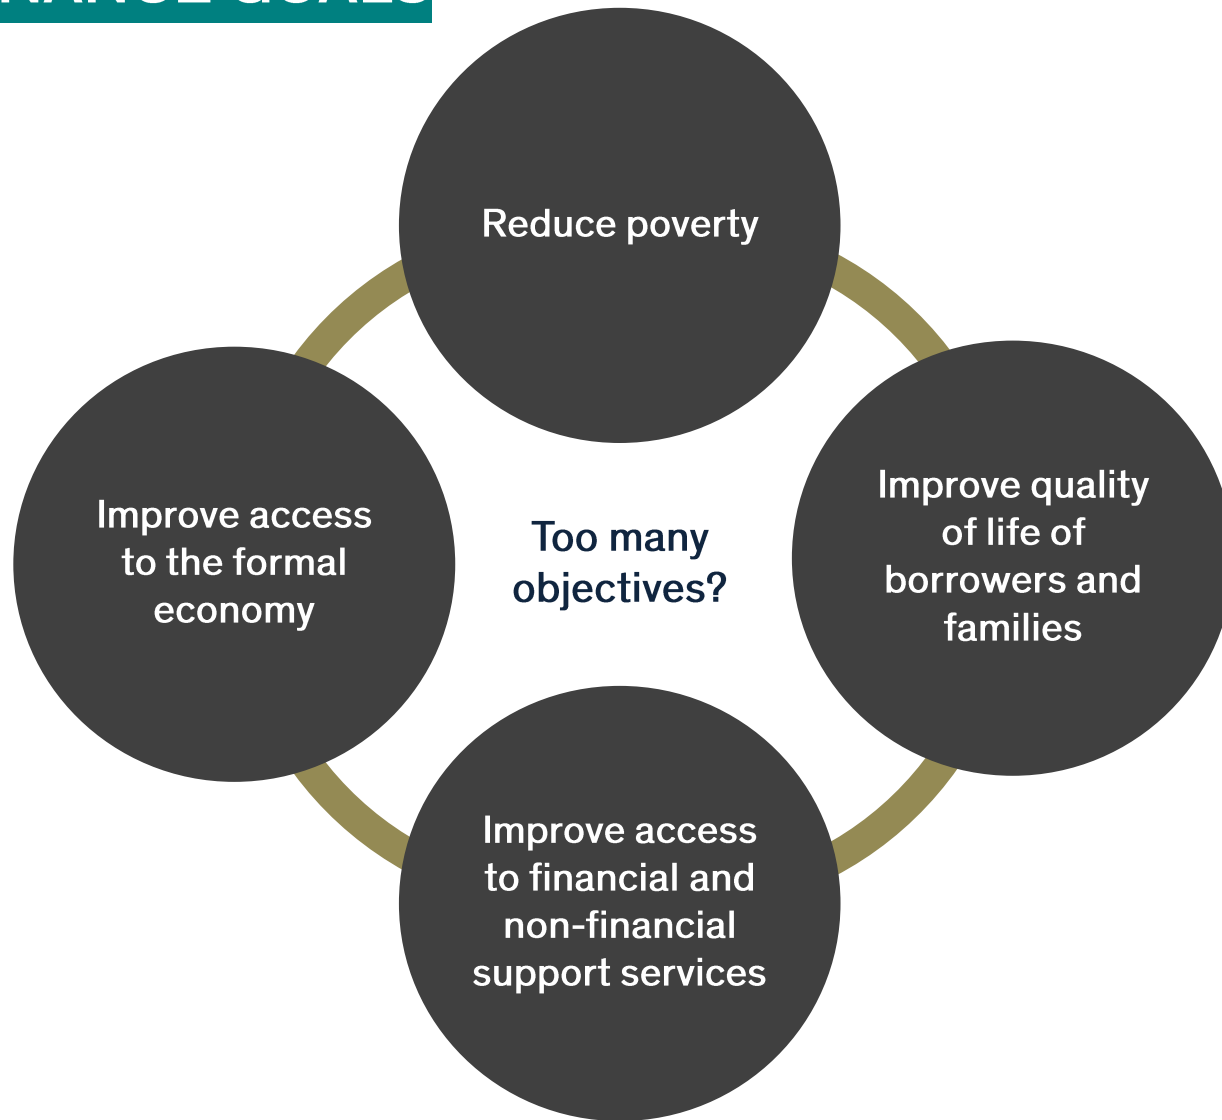 GOALS
Reduce poverty
Improve access
to the formal
economy
Too many
objectives?
Improve quality
of life of
borrowers and
families
Improve access
to financial and
non-financial
support services